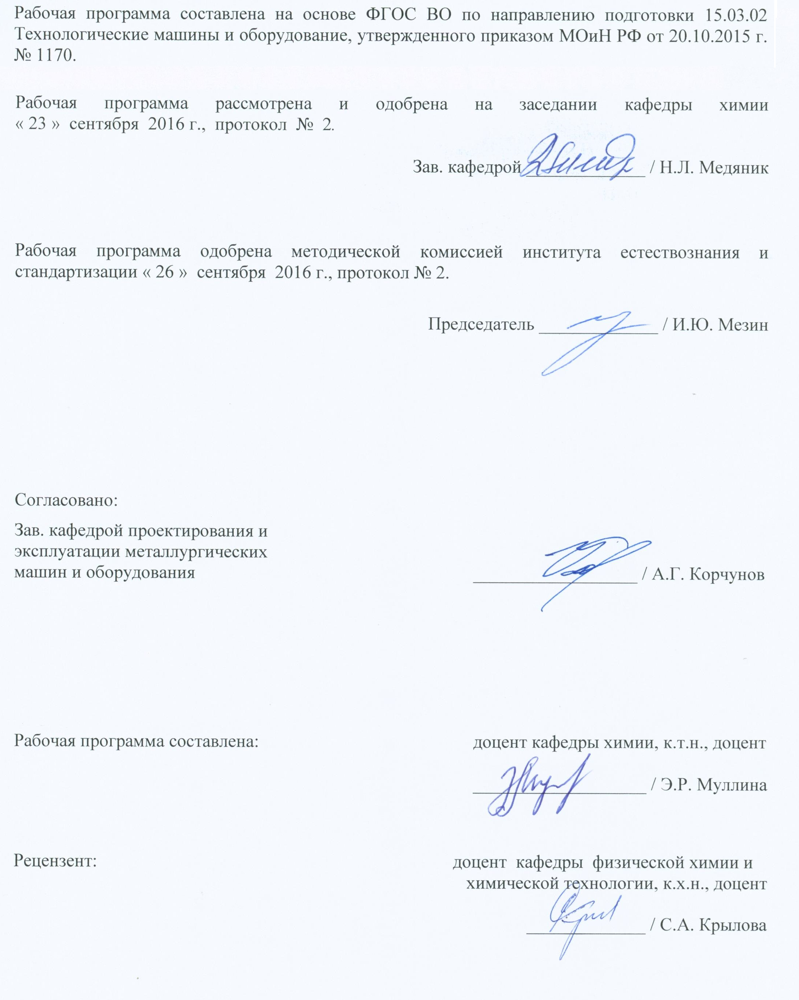 Рабочая программа составлена на основе ФГОС ВО по направлению подготовки 15.03.02
Технологические машины и оборудование, утвержденного приказом МОиН РФ от 20.10.2015 г.
№ 1170.
Рабочая программа рассмотрена и одобрена на заседании кафедры химии
« 23 » сентября 2016 г., протокол № 2.
Зав. кафедрой ____________ / Н.Л. Медяник
Рабочая программа одобрена методической комиссией института естествознания и
стандартизации « 26 » сентября 2016 г., протокол № 2.
Председатель ____________ / И.Ю. Мезин
Согласовано:
Зав. кафедрой проектирования и
эксплуатации металлургических
машин и оборудования
_________________ / А.Г. Корчунов
Рабочая программа составлена:
доцент кафедры химии, к.т.н., доцент
__________________ / Э.Р. Муллина
Рецензент:
доцент кафедры физической химии и
химической технологии, к.х.н., доцент
____________ / С.А. Крылова